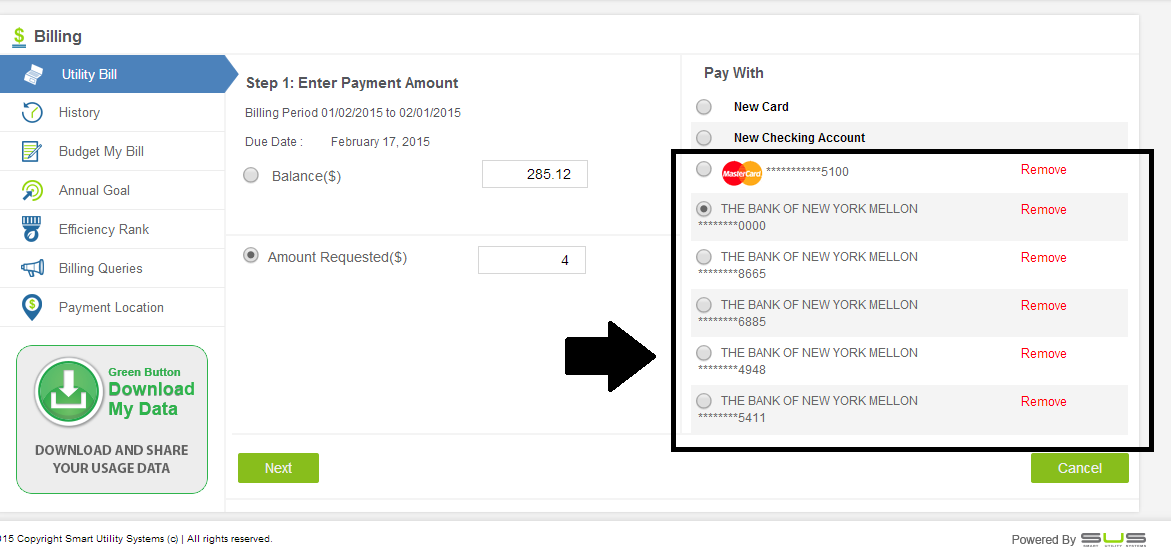 $ Billing
Utility Bill
History
Budget My Bill
Annual Goal
Efficiency Rank
Billing Queries
$ Payment Location
Green Button
Download
My Data
DOWNLOAD AND SHARE
YOUR USAGE DATA
Step 1: Enter Payment Amount
Billing Period 01/02/2015 to 02/01/2015
Due Date : February 17, 2015
Balance($) 285.12
Amount Requested($) 4
Next
Pay With
New Card
New Checking Account
MasterCard ***********5100 Remove
THE BANK OF NEW YORK MELLON Remove
********0000
THE BANK OF NEW YORK MELLON Remove
********8665
THE BANK OF NEW YORK MELLON Remove
********6885
THE BANK OF NEW YORK MELLON Remove
********4948
THE BANK OF NEW YORK MELLON Remove
********5411
Cancel
15 Copyright Smart Utility Systems (c) | All rights reserved.
Powered By SUS
SMART UTILITY SYSTEMS